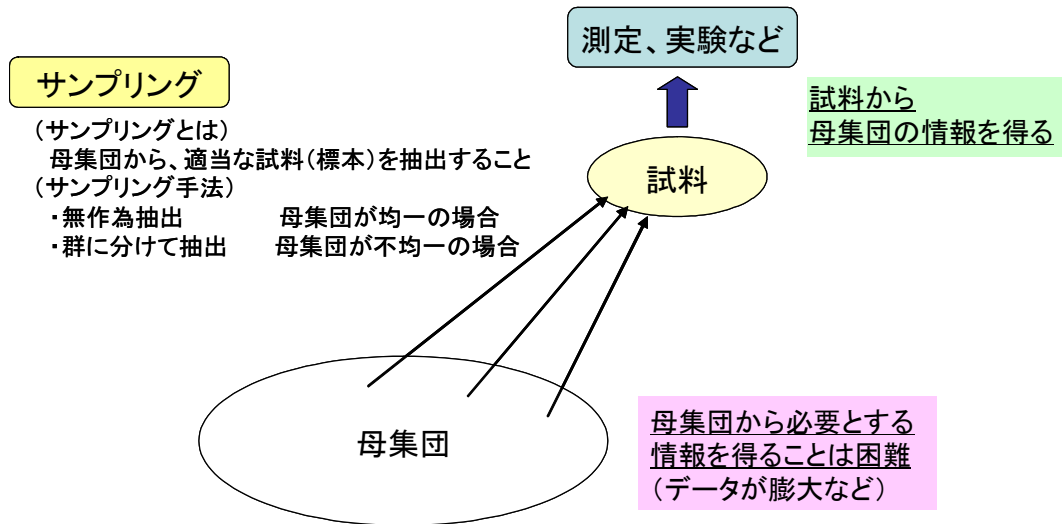 測定、実験など
サンプリング
(サンプリングとは)
母集団から、適当な試料(標本)を抽出すること
(サンプリング手法)
・無作為抽出 母集団が均一の場合
・群に分けて抽出 母集団が不均一の場合
試料から
母集団の情報を得る
試料
母集団
母集団から必要とする
情報を得ることは困難
(データが膨大など)